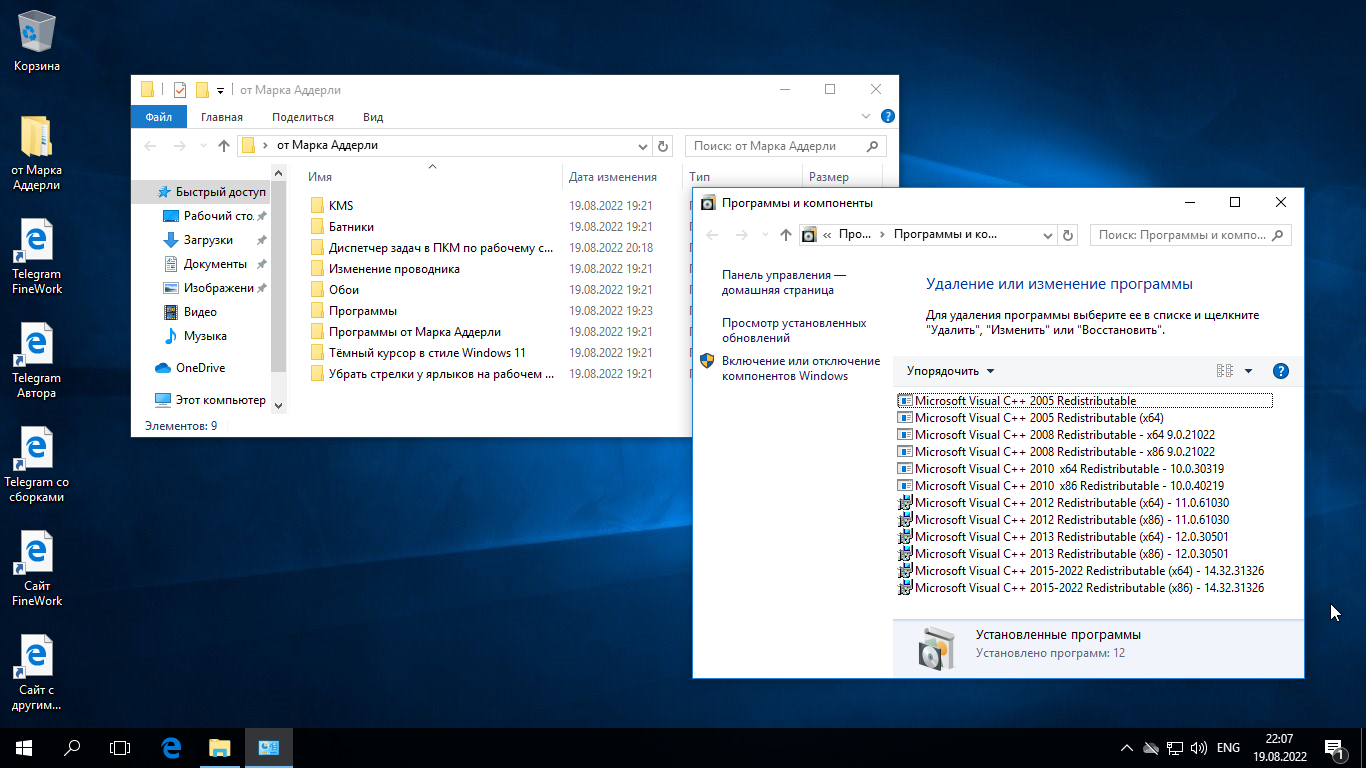 Корзина
от Марка
Аддерли
Telegram
FineWork
Telegram
Автора
Telegram со
сборками
Сайт
FineWork
Сайт с
другим...
от Марка Аддерли
Файл
Главная
Поделиться
Вид
от Марка Аддерли
Поиск: от Марка Аддерли
Быстрый доступ
Рабочий сто.
Загрузки
Документы
Изображени
Видео
Музыка
OneDrive
Этот компьютер
Имя
Дата изменения
Тип
Размер
KMS 19.08.2022 19:21
Батники 19.08.2022 19:21
Диспетчер задач в ПКМ по рабочему с... 19.08.2022 20:18
Изменение проводника 19.08.2022 19:21
Обои 19.08.2022 19:21
Программы 19.08.2022 19:23
Программы от Марка Аддерли 19.08.2022 19:21
Тёмный курсор в стиле Windows 11 19.08.2022 19:21
Убрать стрелки у ярлыков на рабочем ... 19.08.2022 19:21
Элементов: 9
Программы и компоненты
« Про... Программы и ко...
Поиск: Программы и компо...
Панель управления —
домашняя страница
Просмотр установленных
обновлений
Включение или отключение
компонентов Windows
Удаление или изменение программы
Для удаления программы выберите ее в списке и щелкните
"Удалить", "Изменить" или "Восстановить".
Упорядочить
Microsoft Visual C++ 2005 Redistributable
Microsoft Visual C++ 2005 Redistributable (x64)
Microsoft Visual C++ 2008 Redistributable - x64 9.0.21022
Microsoft Visual C++ 2008 Redistributable - x86 9.0.21022
Microsoft Visual C++ 2010  x64 Redistributable - 10.0.30319
Microsoft Visual C++ 2010  x86 Redistributable - 10.0.40219
Microsoft Visual C++ 2012 Redistributable (x64) - 11.0.61030
Microsoft Visual C++ 2012 Redistributable (x86) - 11.0.61030
Microsoft Visual C++ 2013 Redistributable (x64) - 12.0.30501
Microsoft Visual C++ 2013 Redistributable (x86) - 12.0.30501
Microsoft Visual C++ 2015-2022 Redistributable (x64) - 14.32.31326
Microsoft Visual C++ 2015-2022 Redistributable (x86) - 14.32.31326
Установленные программы
Установлено программ: 12
ENG
22:07
19.08.2022
1